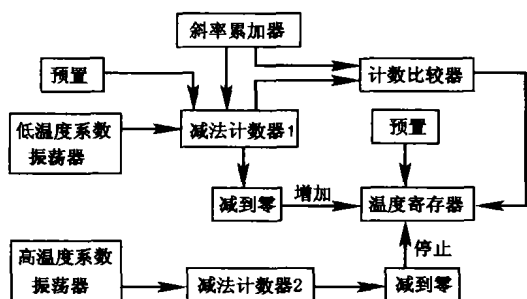 斜率累加器
预置
计数比较器
低温度系数
振荡器
减法计数器1
预置
减到零
增加
温度寄存器
停止
高温度系数
振荡器
减法计数器2
减到零